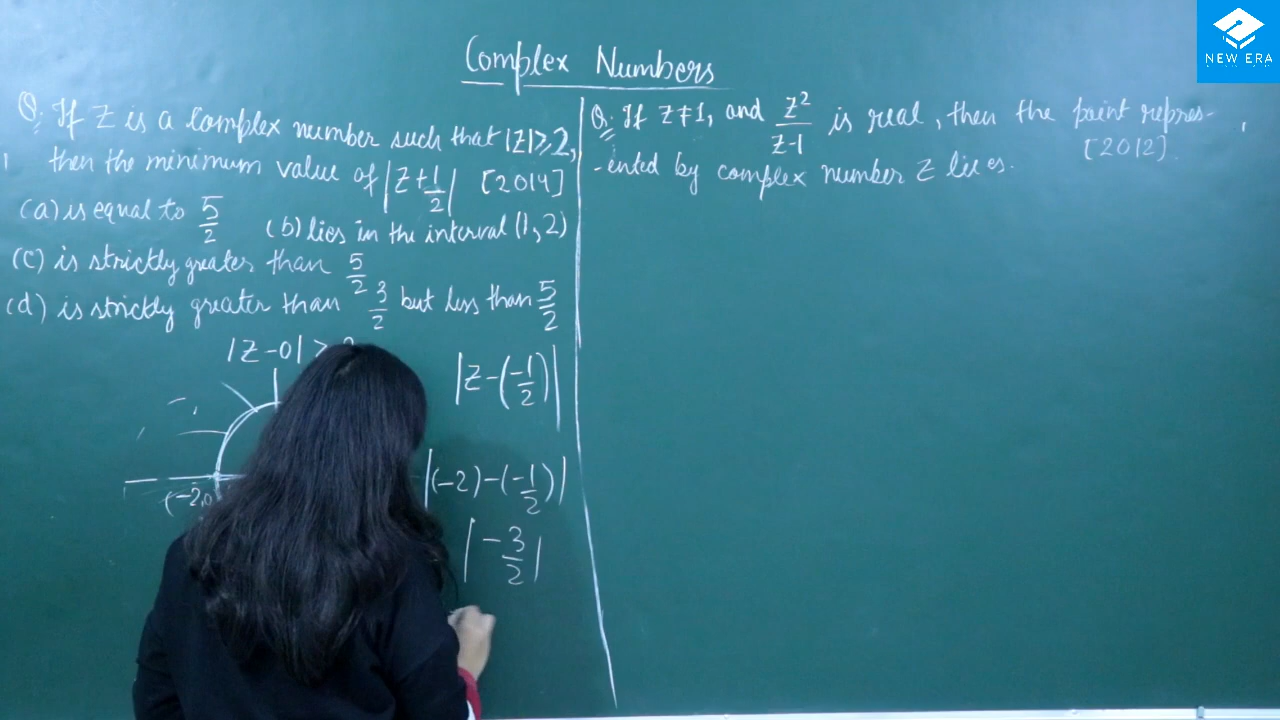 Complex Numbers
Q. If Z is a complex number such that |Z| ≥ 2,
then the minimum value of |Z + 1/2| [2014]
(a) is equal to 5/2 (b) lies in the interval (1, 2)
(c) is strictly greater than 5/2
(d) is strictly greater than 3/2 but less than 5/2
|Z - 0| >
(-2,0
|Z - (-1/2)|
|(-2) - (-1/2)|
|-3/2|
Q. If Z ≠ 1, and Z²/Z-1 is real, then the point repres-
-ented by complex number Z lies. [2012].
NEW ERA